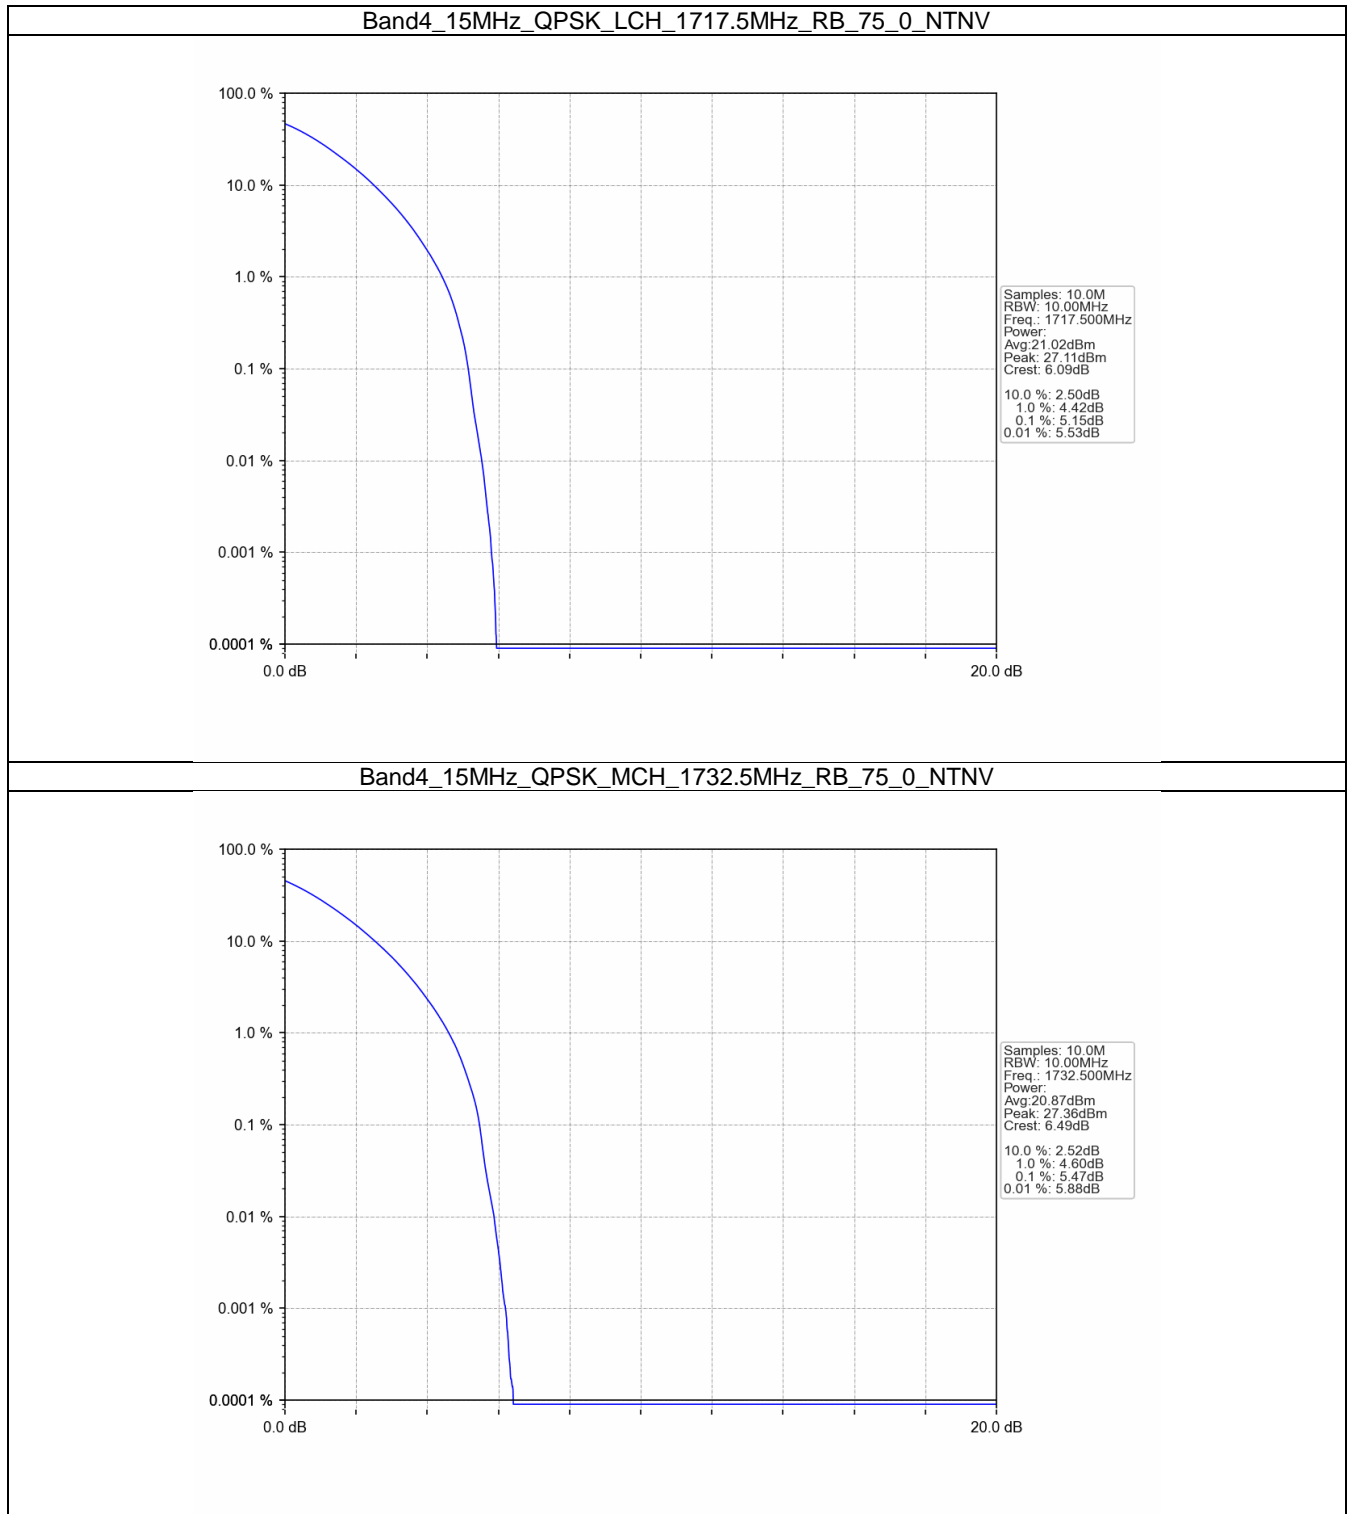 Band4_15MHz_QPSK_LCH_1717.5MHz_RB_75_0_NTNV
100.0 %
10.0 %
1.0 %
0.1 %
0.01 %
0.001 %
0.0001 %
0.0 dB
20.0 dB
Samples: 10.0M
RBW: 10.00MHz
Freq.: 1717.500MHz
Power:
Avg:21.02dBm
Peak: 27.11dBm
Crest: 6.09dB
10.0 %: 2.50dB
1.0 %: 4.42dB
0.1 %: 5.15dB
0.01 %: 5.53dB
Band4_15MHz_QPSK_MCH_1732.5MHz_RB_75_0_NTNV
100.0 %
10.0 %
1.0 %
0.1 %
0.01 %
0.001 %
0.0001 %
0.0 dB
20.0 dB
Samples: 10.0M
RBW: 10.00MHz
Freq.: 1732.500MHz
Power:
Avg:20.87dBm
Peak: 27.36dBm
Crest: 6.49dB
10.0 %: 2.52dB
1.0 %: 4.60dB
0.1 %: 5.47dB
0.01 %: 5.88dB